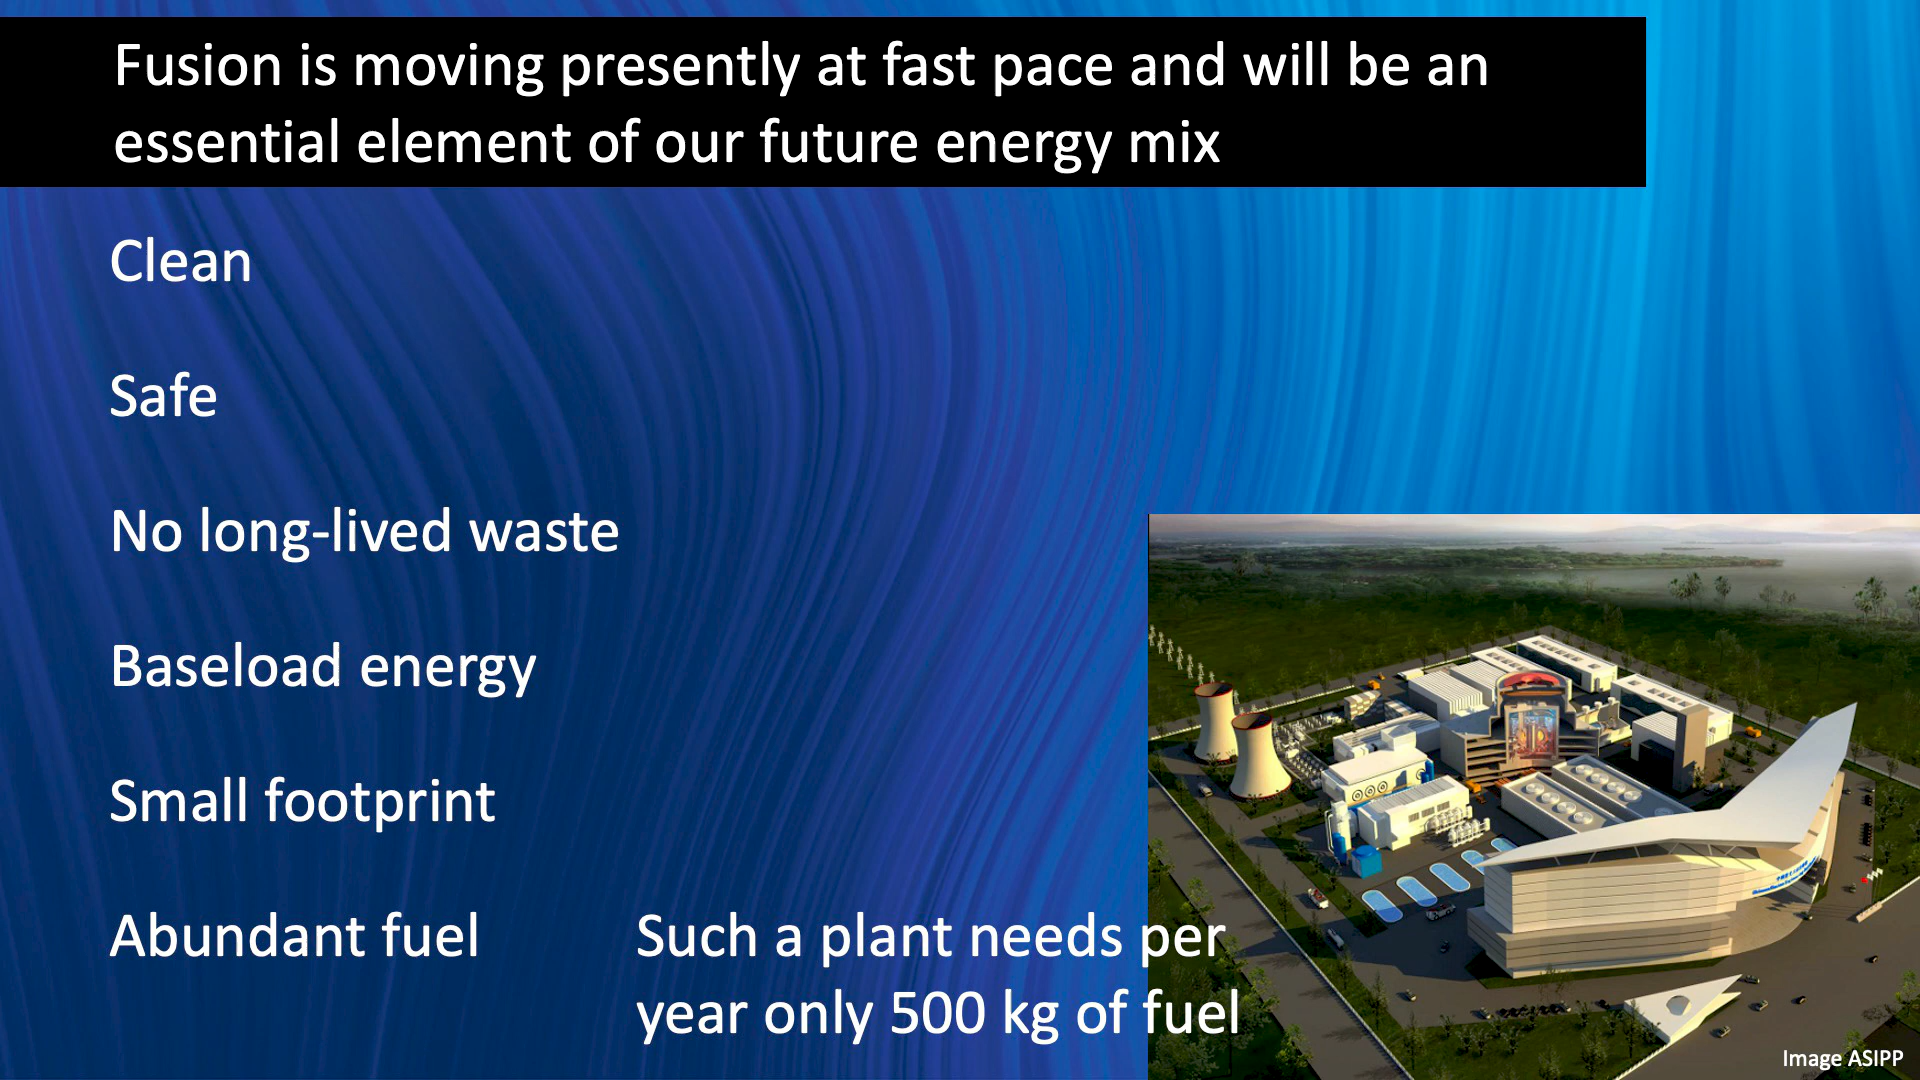 Fusion is moving presently at fast pace and will be an
essential element of our future energy mix
Clean
Safe
No long-lived waste
Baseload energy
Small footprint
Abundant fuel
Such a plant needs per
year only 500 kg of fuel
Image ASIPP